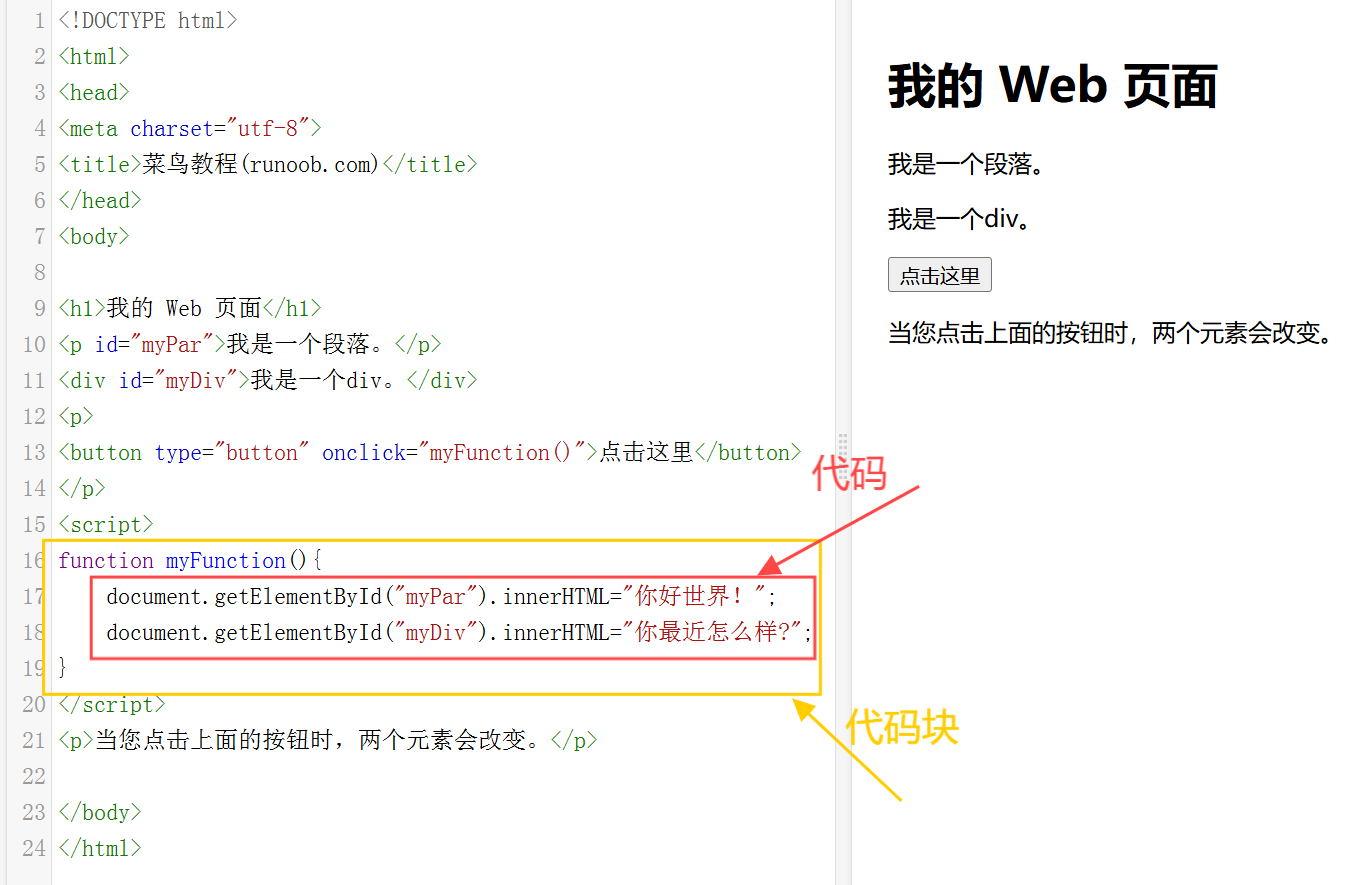 1 <!DOCTYPE html>
2 <html>
3 <head>
4 <meta charset="utf-8">
5 <title>菜鸟教程(runoob.com)</title>
6 </head>
7 <body>
8
9 <h1>我的 Web 页面</h1>
10 <p id="myPar">我是一个段落。</p>
11 <div id="myDiv">我是一个div。</div>
12 <p>
13 <button type="button" onclick="myFunction()">点击这里</button>
14 </p>
15 <script>
16 function myFunction(){
17     document.getElementById("myPar").innerHTML="你好世界！";
18     document.getElementById("myDiv").innerHTML="你最近怎么样?";
19 }
20 </script>
21 <p>当您点击上面的按钮时，两个元素会改变。</p>
22
23 </body>
24 </html>
代码
代码块
我的 Web 页面
我是一个段落。
我是一个div。
点击这里
当您点击上面的按钮时，两个元素会改变。